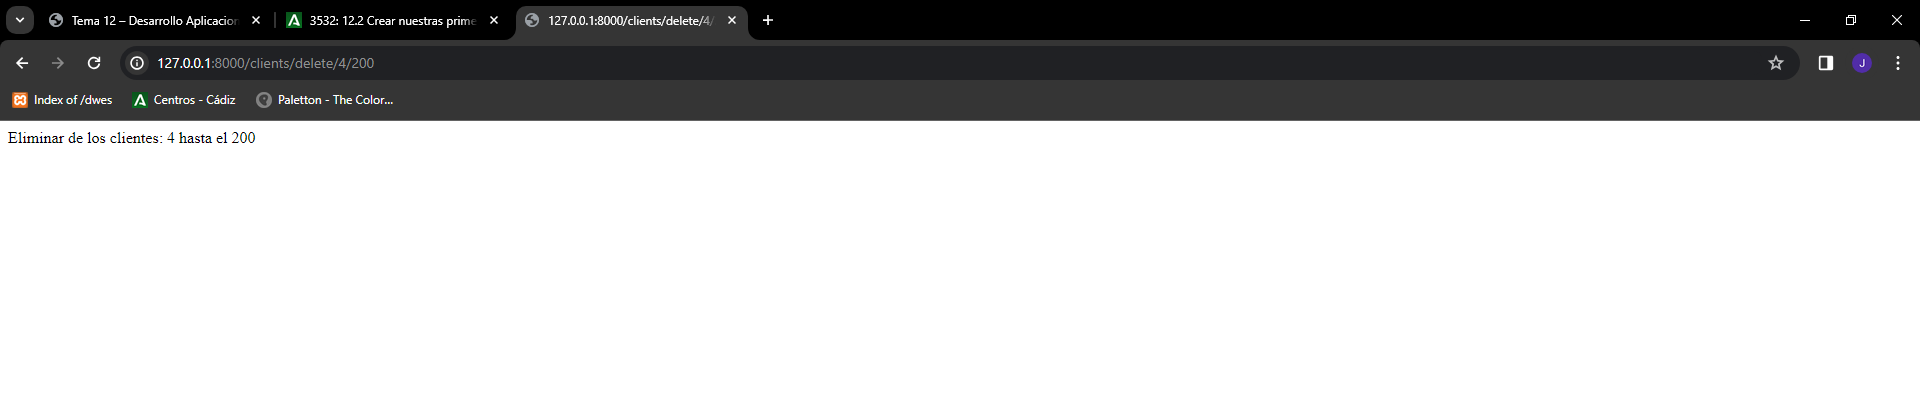 Tema 12 – Desarrollo Aplicacion
3532: 12.2 Crear nuestras prime
127.0.0.1:8000/clients/delete/4/
127.0.0.1:8000/clients/delete/4/200
J
Index of /dwes
Centros - Cádiz
Paletton - The Color...
Eliminar de los clientes: 4 hasta el 200